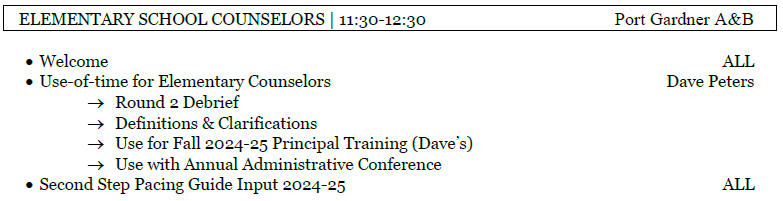 ELEMENTARY SCHOOL COUNSELORS | 11:30-12:30 Port Gardner A&B
• Welcome ALL
• Use-of-time for Elementary Counselors Dave Peters
→ Round 2 Debrief
→ Definitions & Clarifications
→ Use for Fall 2024-25 Principal Training (Dave’s)
→ Use with Annual Administrative Conference
• Second Step Pacing Guide Input 2024-25 ALL